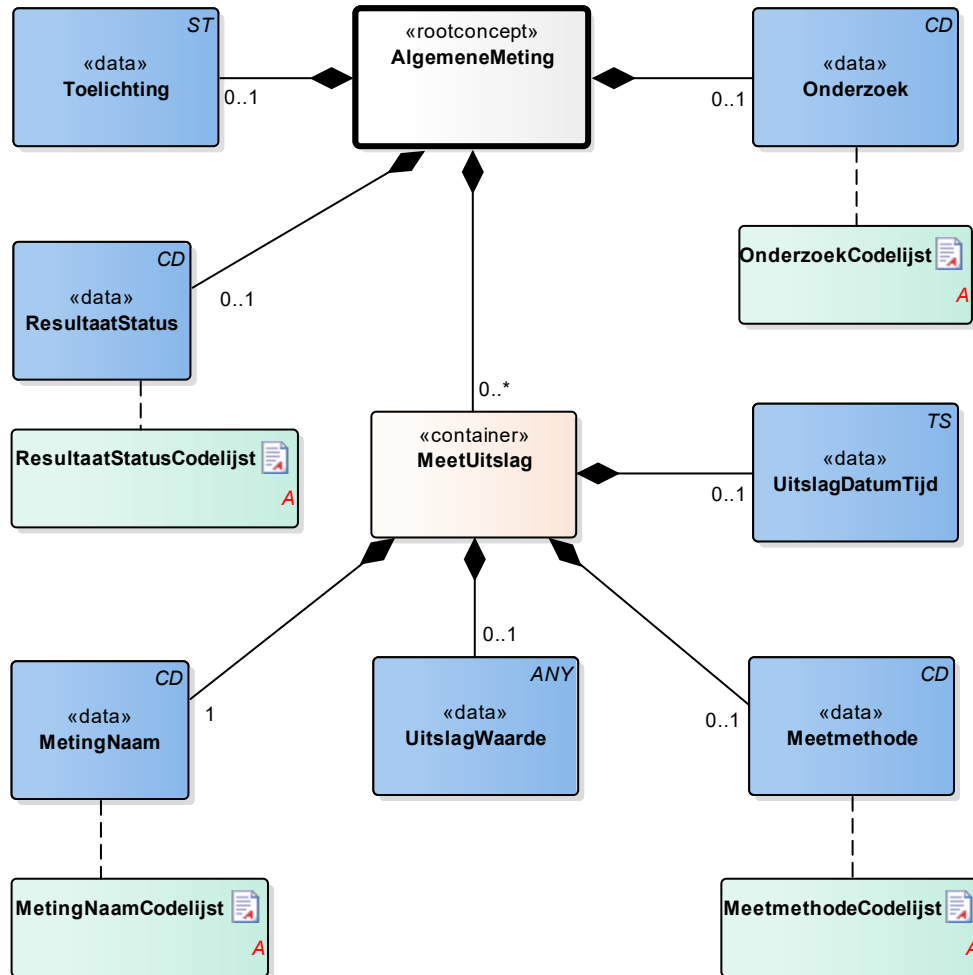 ST
«data»
Toelichting
0..1
«rootconcept»
AlgemeneMeting
CD
«data»
Onderzoek
0..1
OnderzoekCodelijst
A
CD
«data»
ResultaatStatus
0..1
ResultaatStatusCodelijst
A
0..*
«container»
MeetUitslag
TS
«data»
UitslagDatumTijd
0..1
CD
«data»
MetingNaam
1
0..1
ANY
«data»
UitslagWaarde
CD
«data»
Meetmethode
0..1
MetingNaamCodelijst
A
MeetmethodeCodelijst
A